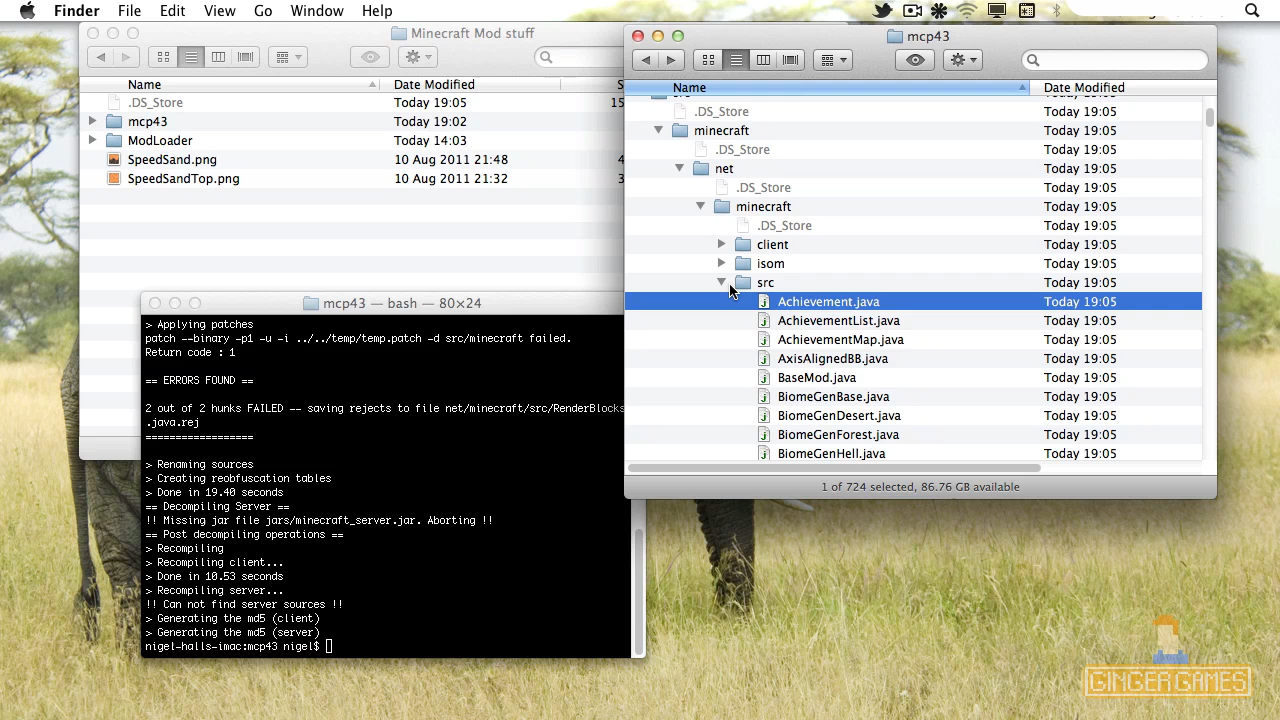 Finder File Edit View Go Window Help
Minecraft Mod stuff
Name Date Modified S
.DS_Store Today 19:05 15
mcp43 Today 19:02
ModLoader Today 14:03
SpeedSand.png 10 Aug 2011 21:48 4
SpeedSandTop.png 10 Aug 2011 21:32 3
mcp43
Name Date Modified
.DS_Store Today 19:05
minecraft Today 19:05
.DS_Store Today 19:05
net Today 19:05
.DS_Store Today 19:05
minecraft Today 19:05
.DS_Store Today 19:05
client Today 19:05
isom Today 19:05
src Today 19:05
Achievement.java Today 19:05
AchievementList.java Today 19:05
AchievementMap.java Today 19:05
AxisAlignedBB.java Today 19:05
BaseMod.java Today 19:05
BiomeGenBase.java Today 19:05
BiomeGenDesert.java Today 19:05
BiomeGenForest.java Today 19:05
BiomeGenHell.java Today 19:05
1 of 724 selected, 86.76 GB available
mcp43 — bash — 80×24
> Applying patches
patch --binary -p1 -u -i ../../temp/temp.patch -d src/minecraft failed.
Return code : 1
== ERRORS FOUND ==
2 out of 2 hunks FAILED -- saving rejects to file net/minecraft/src/RenderBlocks
.java.rej
==================
> Renaming sources
> Creating reobfuscation tables
> Done in 19.40 seconds
== Decompiling Server ==
!! Missing jar file jars/minecraft_server.jar. Aborting !!
== Post decompiling operations ==
> Recompiling
> Recompiling client...
> Done in 10.53 seconds
> Recompiling server...
!! Can not find server sources !!
> Generating the md5 (client)
> Generating the md5 (server)
nigel-halls-imac:mcp43 nigel$
GINGER GAMES